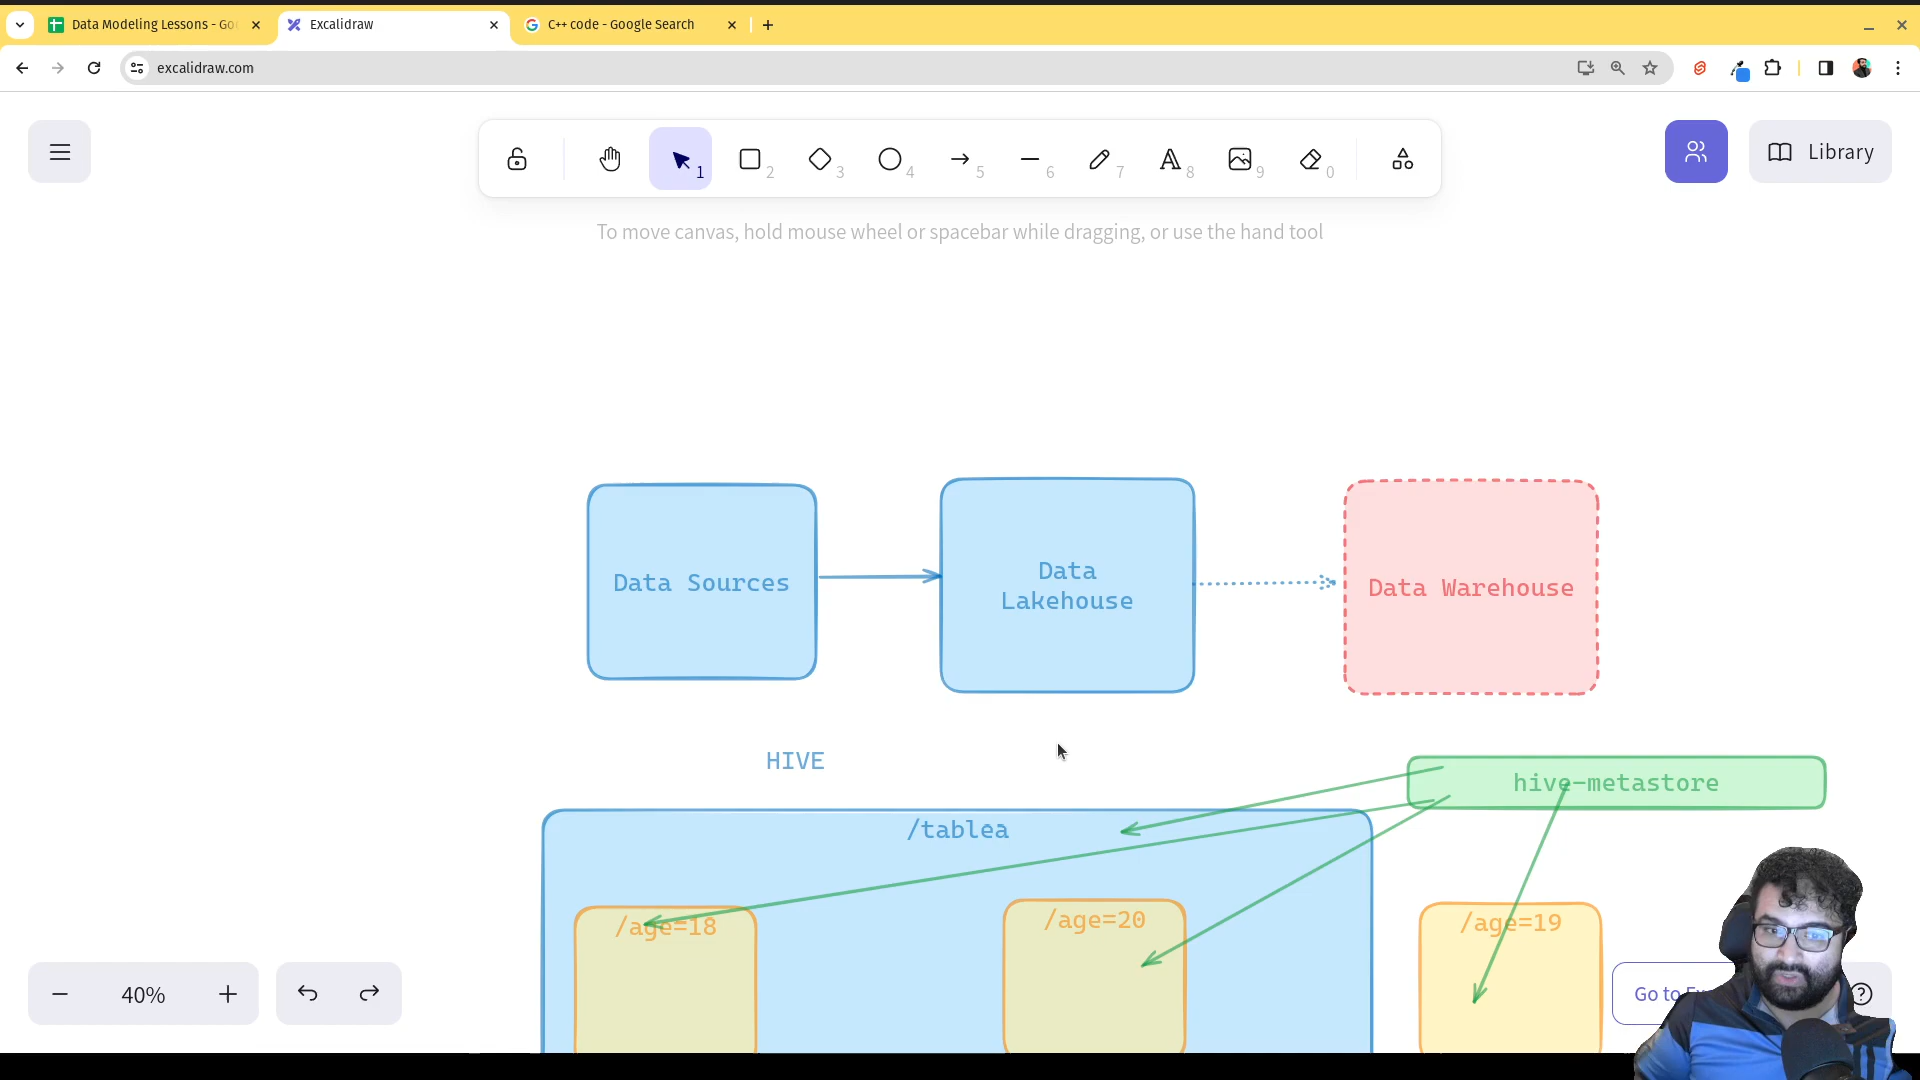 Data Modeling Lessons - Go
Excalidraw
C++ code - Google Search
excalidraw.com
1
2
3
4
5
6
7
8
9
0
Library
To move canvas, hold mouse wheel or spacebar while dragging, or use the hand tool
Data Sources
Data
Lakehouse
Data Warehouse
HIVE
hive-metastore
/tablea
/age=18
/age=20
/age=19
40%
Go to